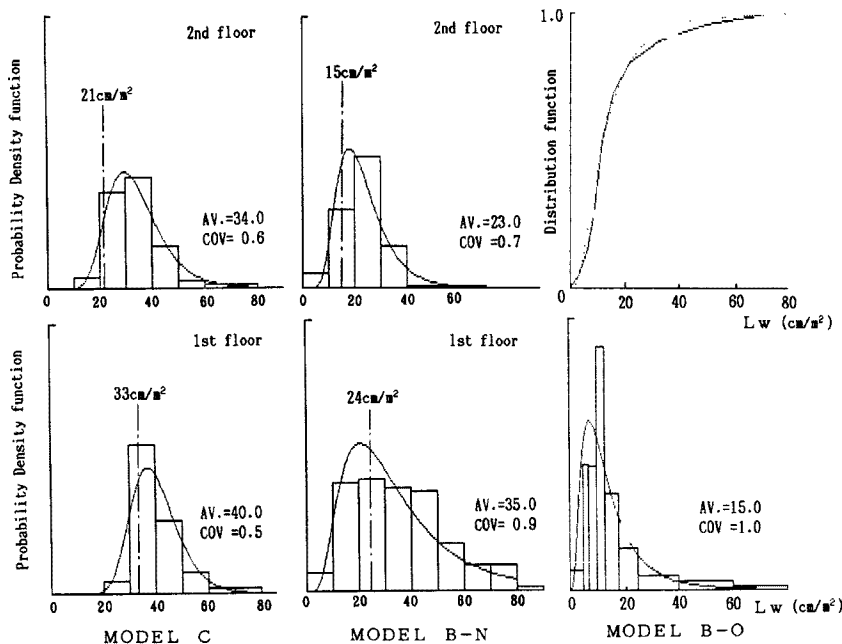 Probability Density function
2nd floor
21cm/m²
AV.=34.0
COV= 0.6
0 20 40 60 80
2nd floor
15cm/m²
AV.=23.0
COV =0.7
0 20 40 60
Distribution function
1.0
0
20 40 60 80
Lw (cm/m²)
Probability Density function
1st floor
33cm/m²
AV.=40.0
COV =0.5
0 20 40 60 80
MODEL C
1st floor
24cm/m²
AV.=35.0
COV = 0.9
0 20 40 60 80
MODEL B-N
AV.=15.0
COV =1.0
0 20 40 60 Lw (cm/m²)
MODEL B-O